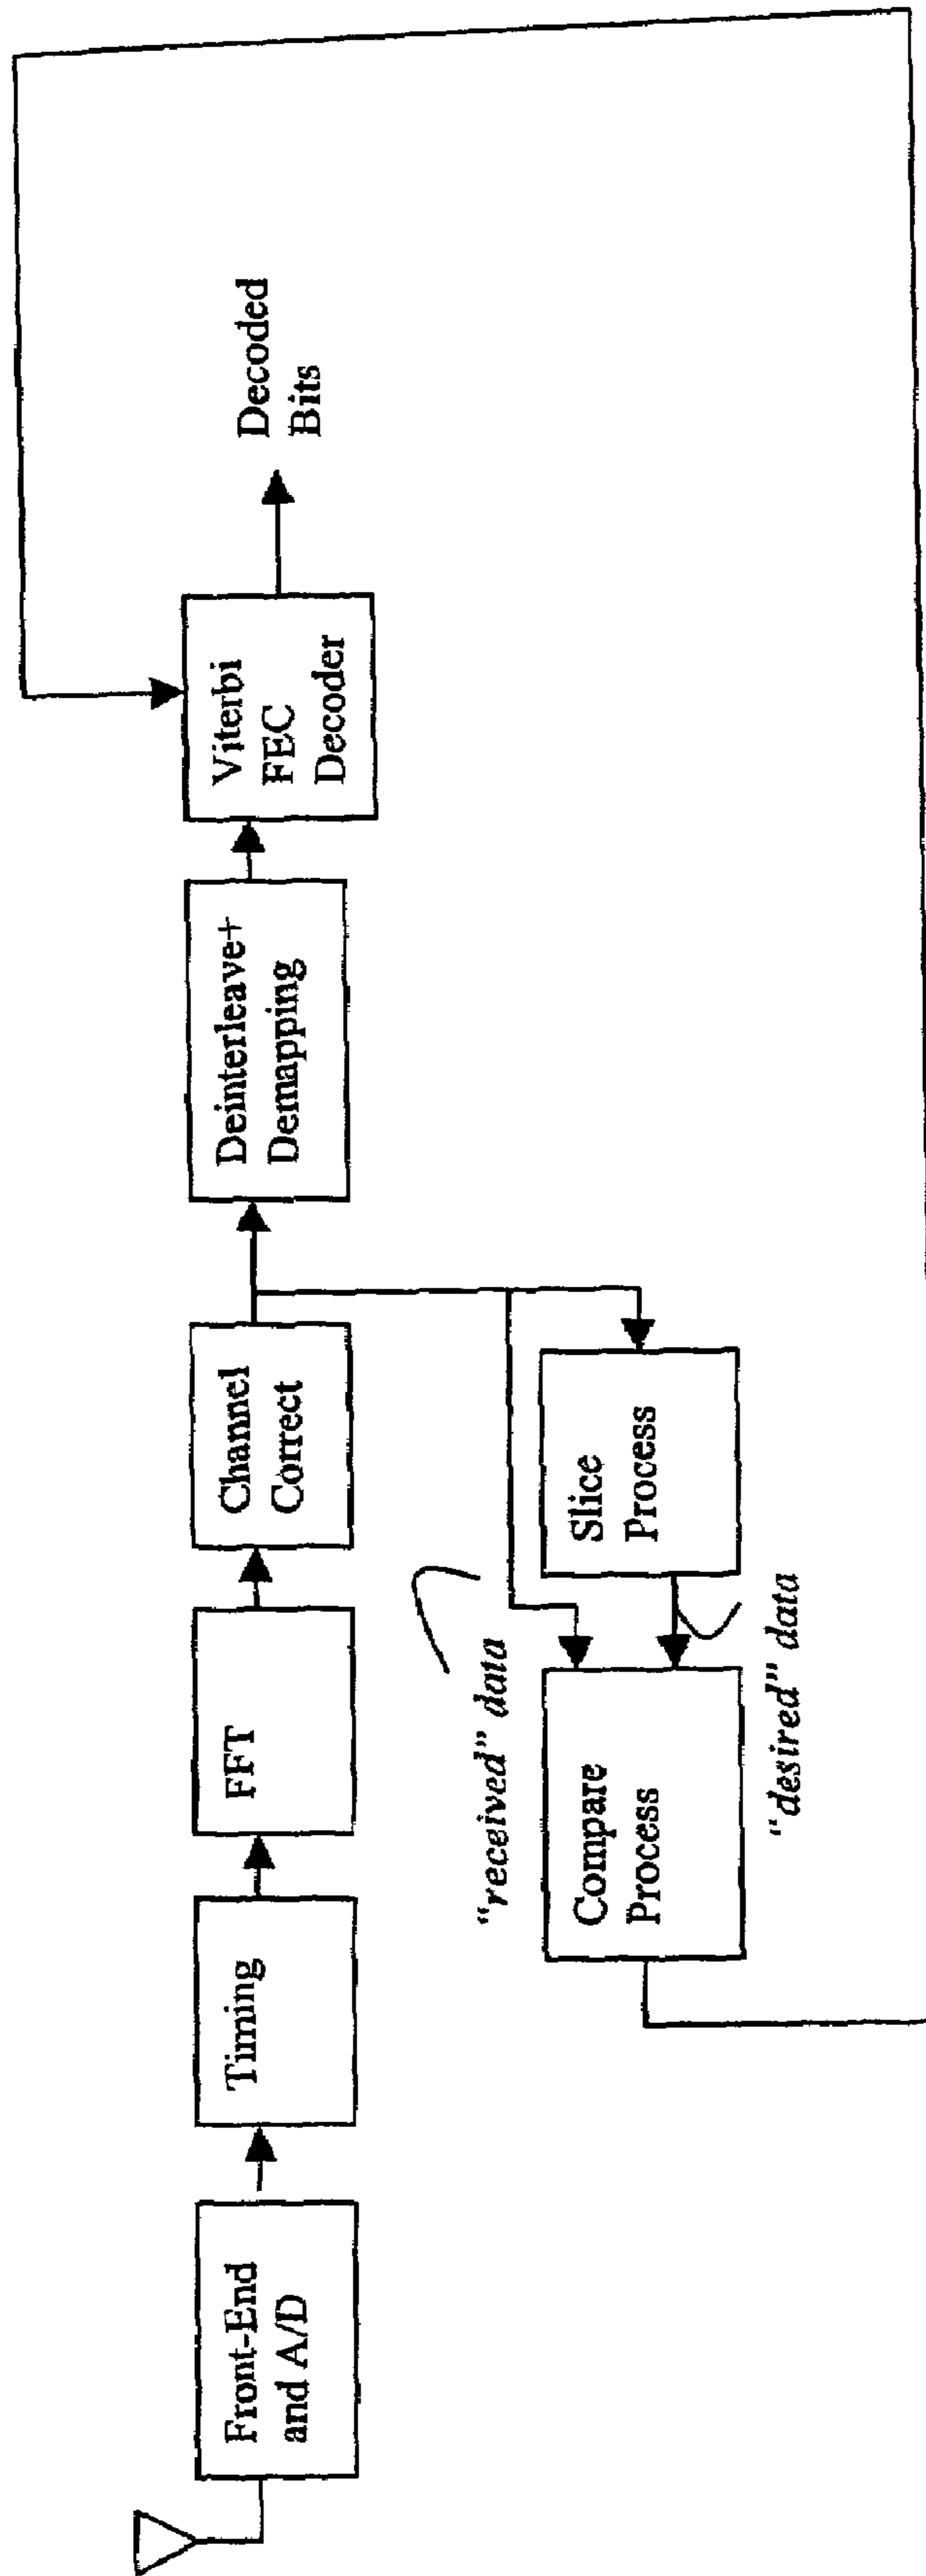 Front-End
and A/D
Timing
FFT
Channel
Correct
Deinterleave+
Demapping
Viterbi
FEC
Decoder
Decoded
Bits
"received" data
Compare
Process
Slice
Process
"desired" data